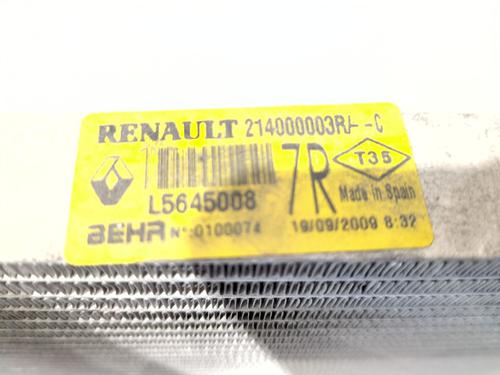 RENAULT 214000003R/--C
L5645008 7R T35
Made in Spain
BEHR N°:0100074 19/09/2009 8:32